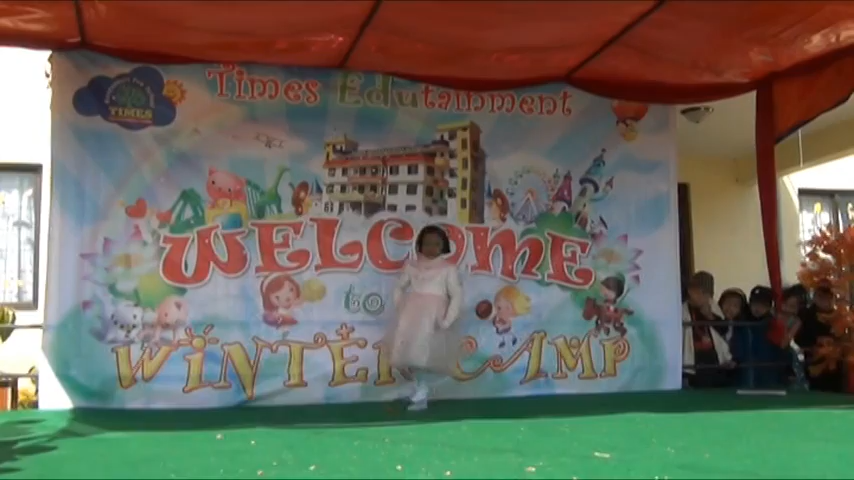 Times Edutainment
TIMES
WELCOME
to
WINTER CAMP